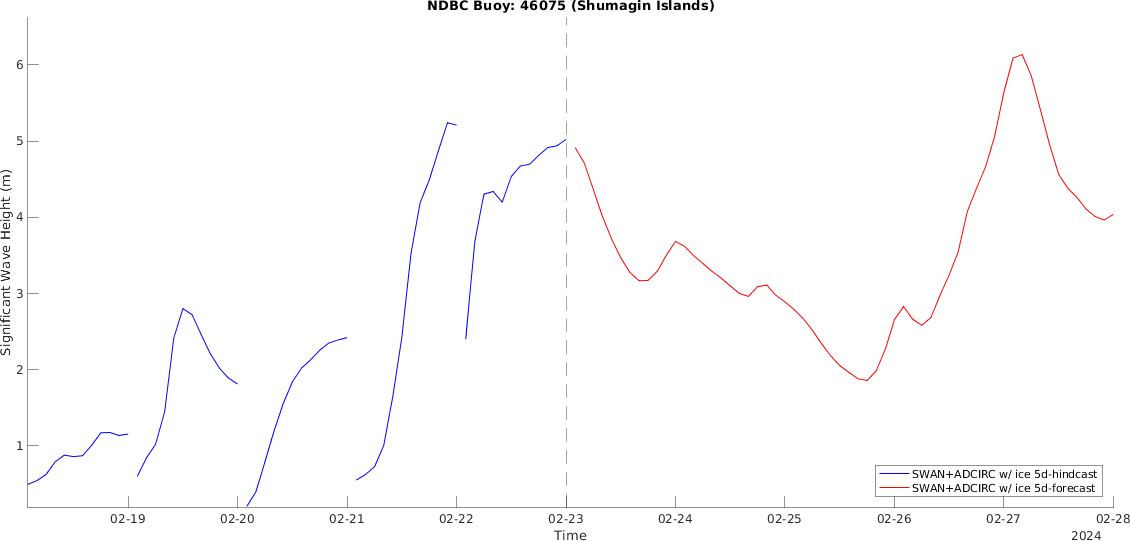 NDBC Buoy: 46075 (Shumagin Islands)
Significant Wave Height (m)
6
5
4
3
2
1
SWAN+ADCIRC w/ ice 5d-hindcast
SWAN+ADCIRC w/ ice 5d-forecast
02-19 02-20 02-21 02-22 02-23 02-24 02-25 02-26 02-27 02-28
Time
2024